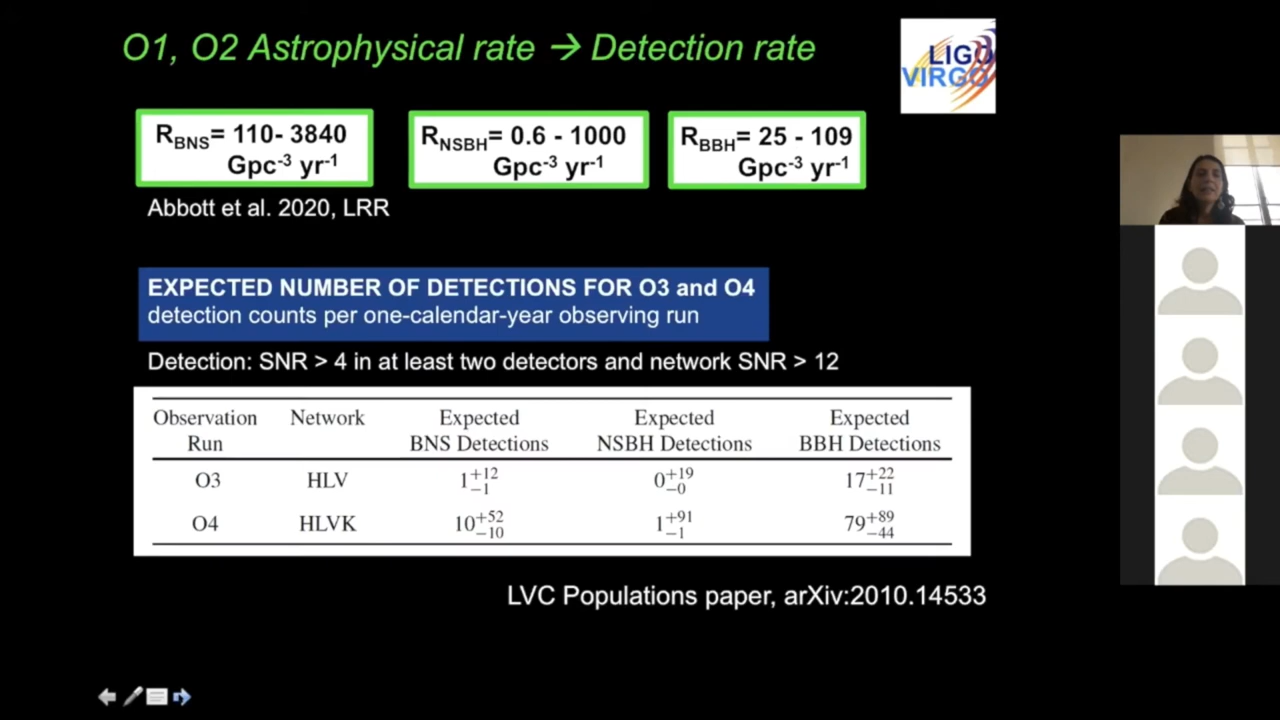 O1, O2 Astrophysical rate → Detection rate
LIGO
VIRGO
R_BNS= 110- 3840
Gpc⁻³ yr⁻¹
R_NSBH= 0.6 - 1000
Gpc⁻³ yr⁻¹
R_BBH= 25 - 109
Gpc⁻³ yr⁻¹
Abbott et al. 2020, LRR
EXPECTED NUMBER OF DETECTIONS FOR O3 and O4
detection counts per one-calendar-year observing run
Detection: SNR > 4 in at least two detectors and network SNR > 12
Observation Run Network Expected BNS Detections Expected NSBH Detections Expected BBH Detections
O3 HLV 1+12−1 0+19−0 17+22−11
O4 HLVK 10+52−10 1+91−1 79+89−44
LVC Populations paper, arXiv:2010.14533